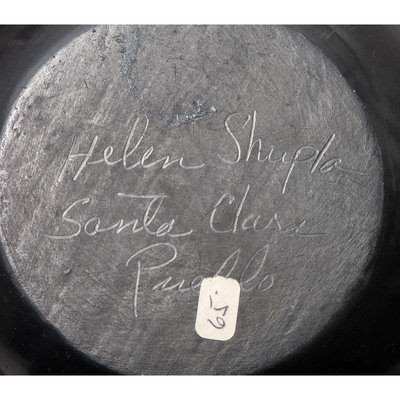 Helen Shupla
Santa Clara
Pueblo
65.